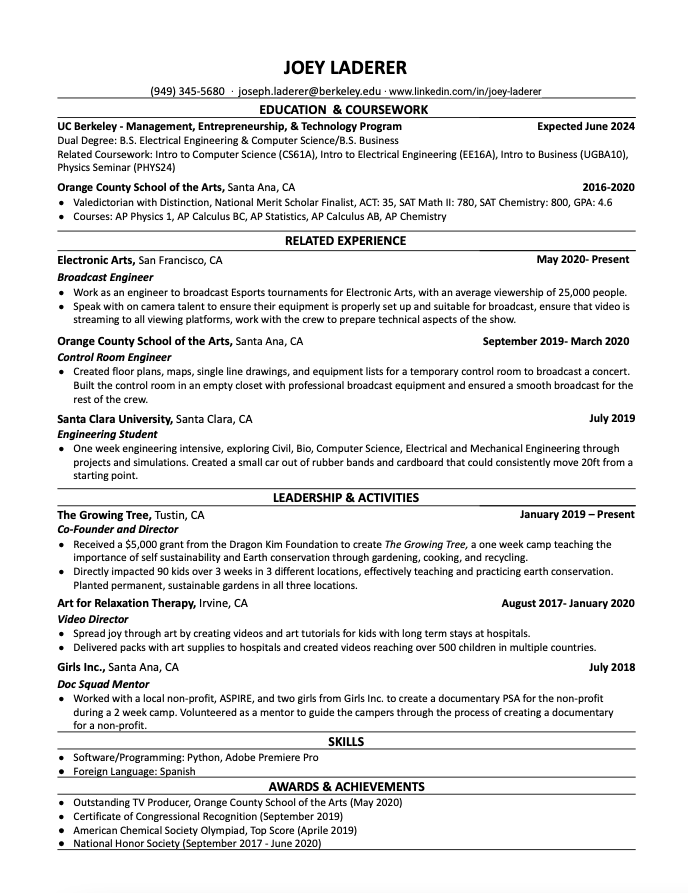 JOEY LADERER
(949) 345-5680 · joseph.laderer@berkeley.edu · www.linkedin.com/in/joey-laderer
EDUCATION & COURSEWORK
UC Berkeley - Management, Entrepreneurship, & Technology Program Expected June 2024
Dual Degree: B.S. Electrical Engineering & Computer Science/B.S. Business
Related Coursework: Intro to Computer Science (CS61A), Intro to Electrical Engineering (EE16A), Intro to Business (UGBA10),
Physics Seminar (PHYS24)
Orange County School of the Arts, Santa Ana, CA 2016-2020
● Valedictorian with Distinction, National Merit Scholar Finalist, ACT: 35, SAT Math II: 780, SAT Chemistry: 800, GPA: 4.6
● Courses: AP Physics 1, AP Calculus BC, AP Statistics, AP Calculus AB, AP Chemistry
RELATED EXPERIENCE
Electronic Arts, San Francisco, CA May 2020- Present
Broadcast Engineer
● Work as an engineer to broadcast Esports tournaments for Electronic Arts, with an average viewership of 25,000 people.
● Speak with on camera talent to ensure their equipment is properly set up and suitable for broadcast, ensure that video is
streaming to all viewing platforms, work with the crew to prepare technical aspects of the show.
Orange County School of the Arts, Santa Ana, CA September 2019- March 2020
Control Room Engineer
● Created floor plans, maps, single line drawings, and equipment lists for a temporary control room to broadcast a concert.
Built the control room in an empty closet with professional broadcast equipment and ensured a smooth broadcast for the
rest of the crew.
Santa Clara University, Santa Clara, CA July 2019
Engineering Student
● One week engineering intensive, exploring Civil, Bio, Computer Science, Electrical and Mechanical Engineering through
projects and simulations. Created a small car out of rubber bands and cardboard that could consistently move 20ft from a
starting point.
LEADERSHIP & ACTIVITIES
The Growing Tree, Tustin, CA January 2019 – Present
Co-Founder and Director
● Received a $5,000 grant from the Dragon Kim Foundation to create The Growing Tree, a one week camp teaching the
importance of self sustainability and Earth conservation through gardening, cooking, and recycling.
● Directly impacted 90 kids over 3 weeks in 3 different locations, effectively teaching and practicing earth conservation.
Planted permanent, sustainable gardens in all three locations.
Art for Relaxation Therapy, Irvine, CA August 2017- January 2020
Video Director
● Spread joy through art by creating videos and art tutorials for kids with long term stays at hospitals.
● Delivered packs with art supplies to hospitals and created videos reaching over 500 children in multiple countries.
Girls Inc., Santa Ana, CA July 2018
Doc Squad Mentor
● Worked with a local non-profit, ASPIRE, and two girls from Girls Inc. to create a documentary PSA for the non-profit
during a 2 week camp. Volunteered as a mentor to guide the campers through the process of creating a documentary
for a non-profit.
SKILLS
● Software/Programming: Python, Adobe Premiere Pro
● Foreign Language: Spanish
AWARDS & ACHIEVEMENTS
● Outstanding TV Producer, Orange County School of the Arts (May 2020)
● Certificate of Congressional Recognition (September 2019)
● American Chemical Society Olympiad, Top Score (Aprile 2019)
● National Honor Society (September 2017 - June 2020)